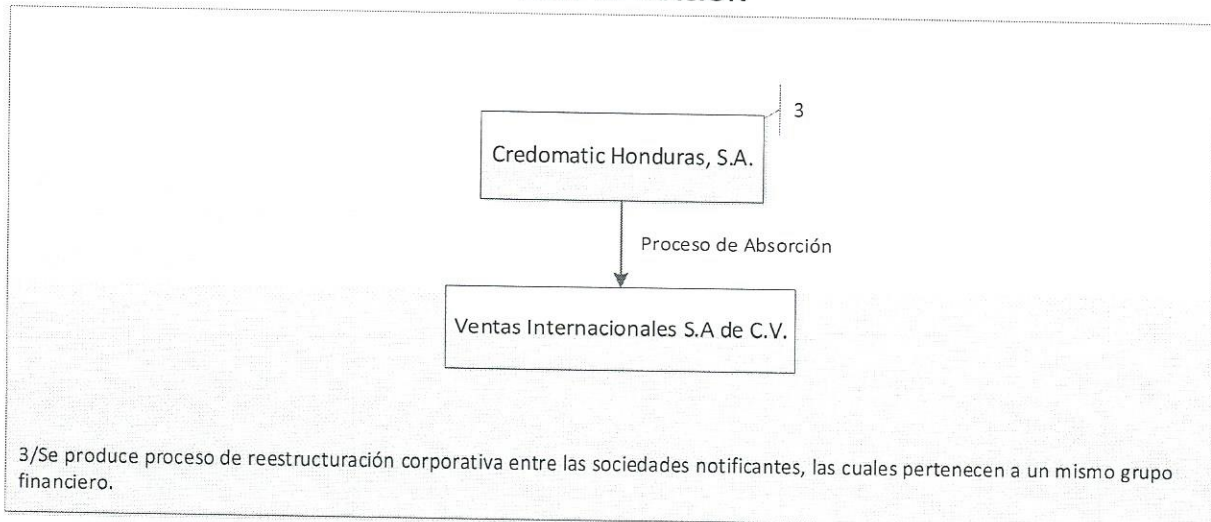 3
Credomatic Honduras, S.A.
Proceso de Absorción
Ventas Internacionales S.A de C.V.
3/Se produce proceso de reestructuración corporativa entre las sociedades notificantes, las cuales pertenecen a un mismo grupo
financiero.